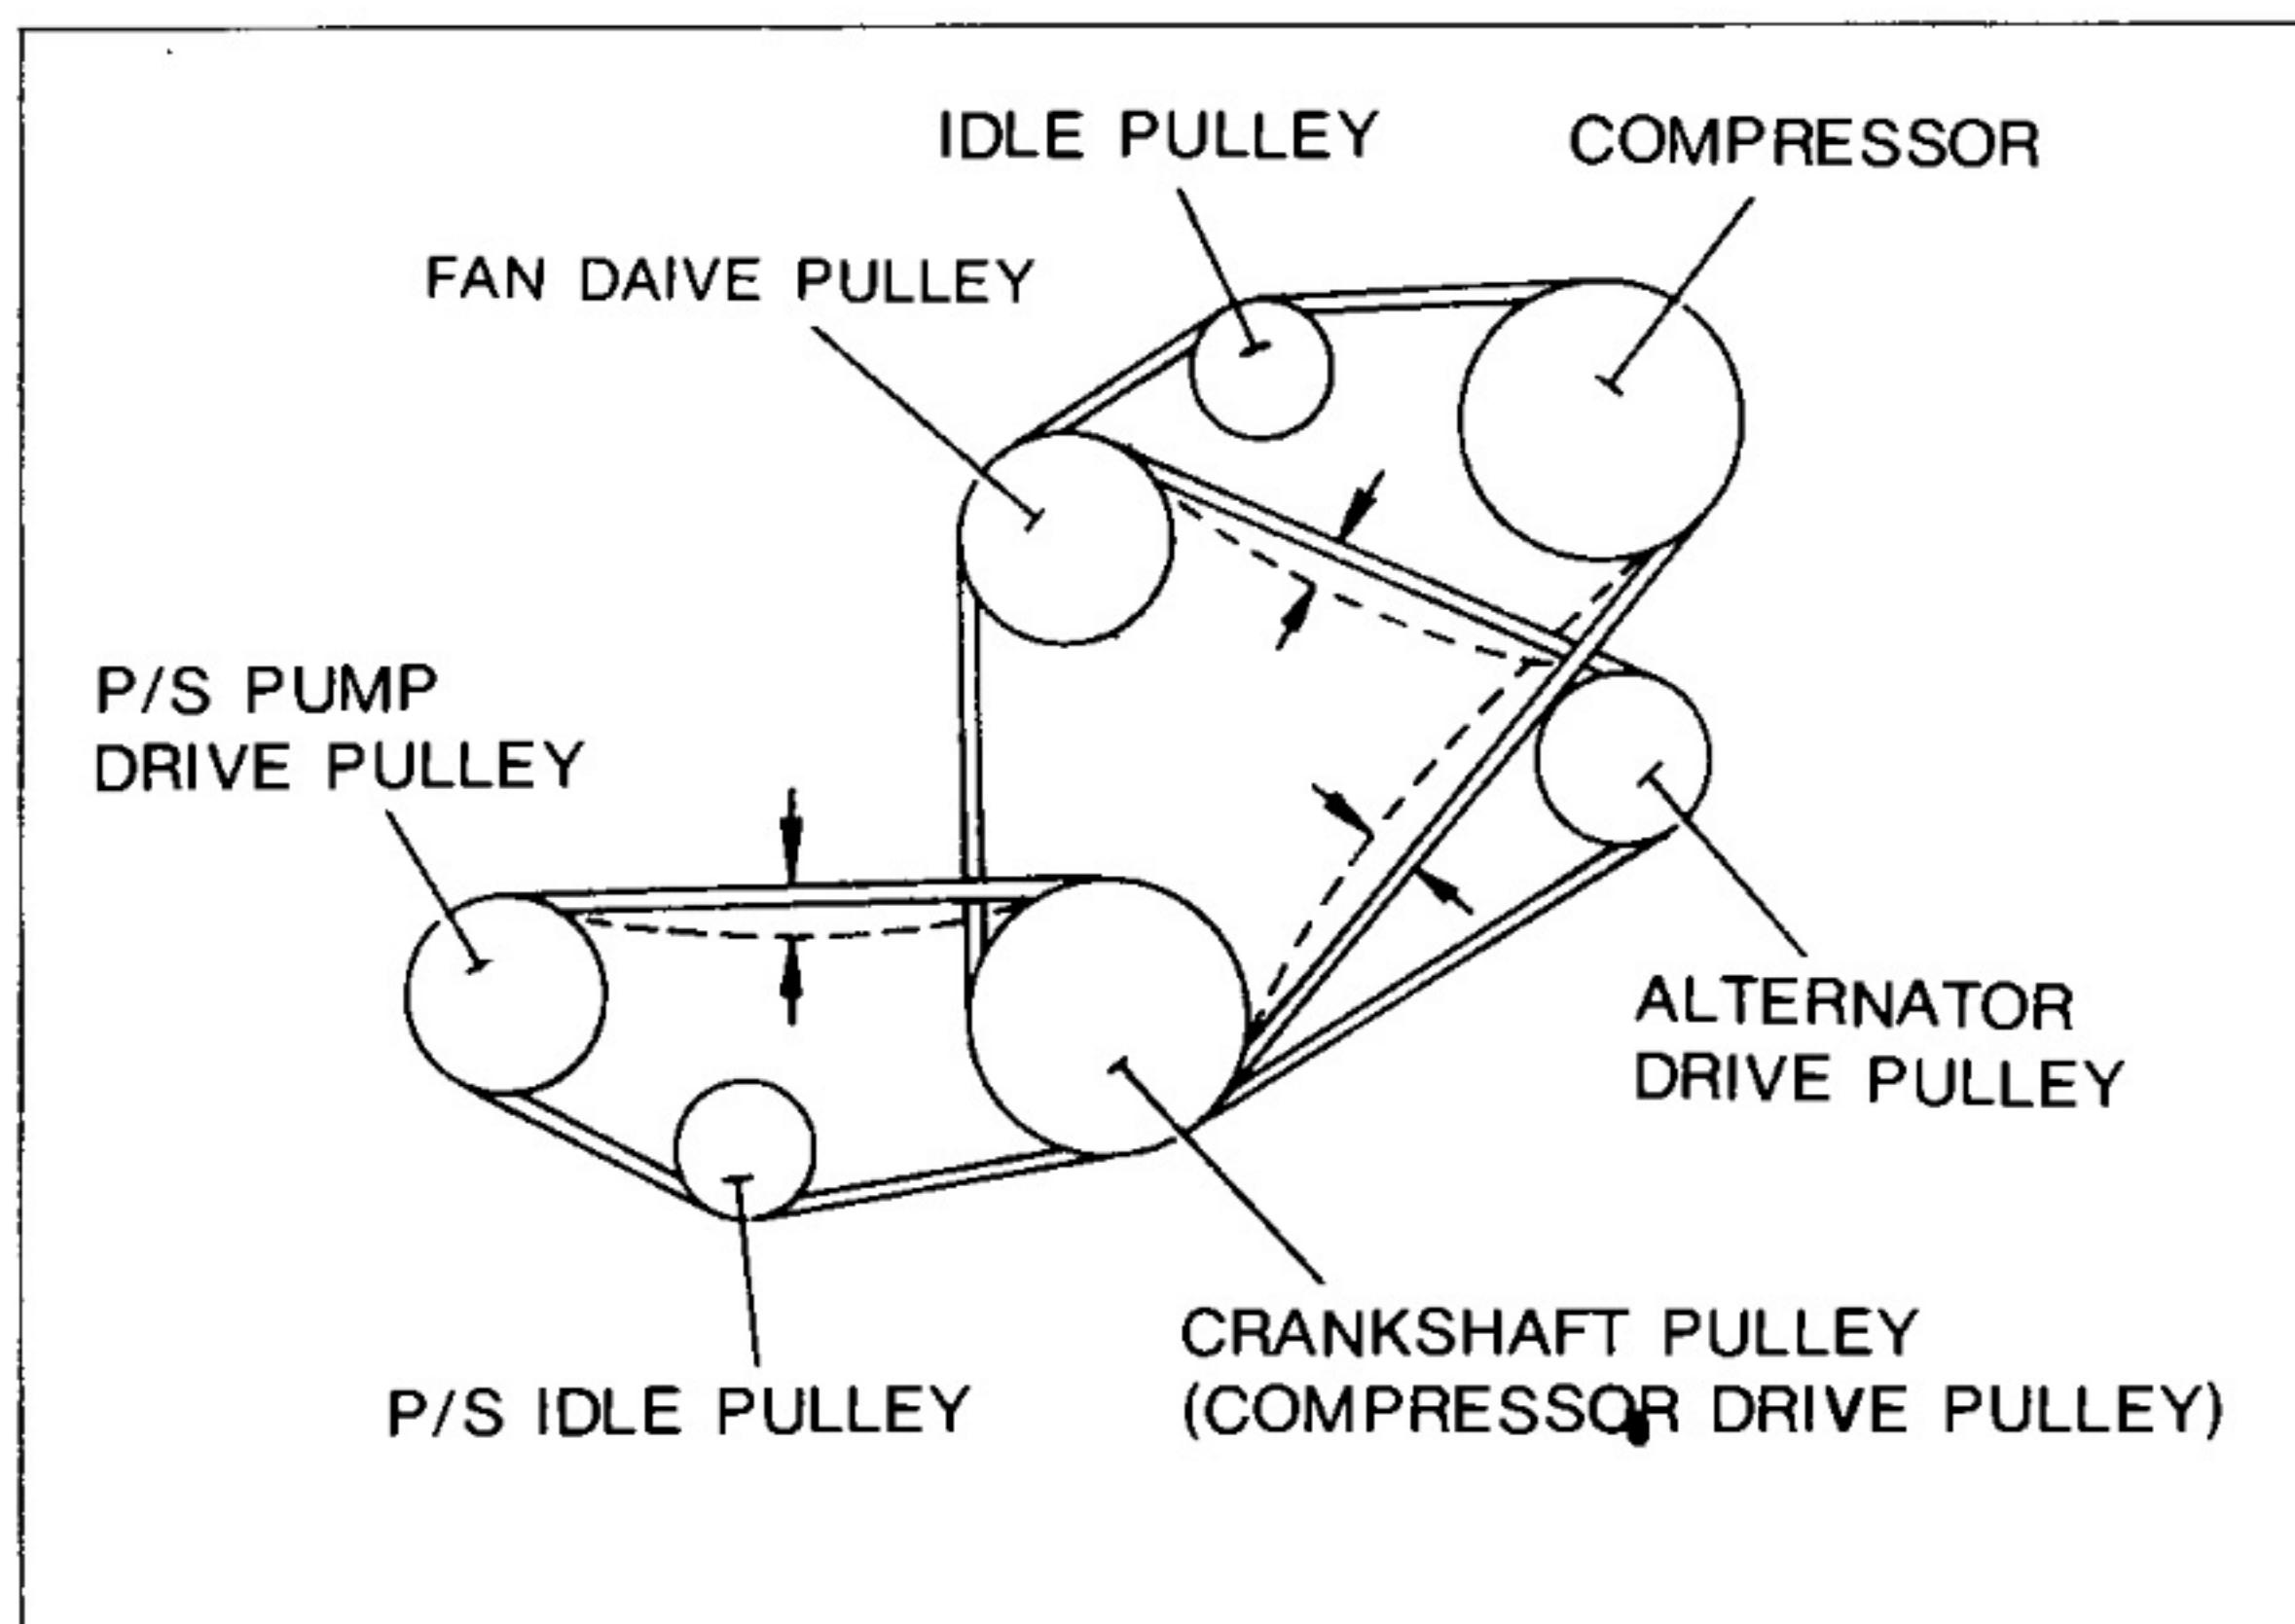 IDLE PULLEY
COMPRESSOR
FAN DAIVE PULLEY
P/S PUMP
DRIVE PULLEY
ALTERNATOR
DRIVE PULLEY
CRANKSHAFT PULLEY
(COMPRESSOR DRIVE PULLEY)
P/S IDLE PULLEY